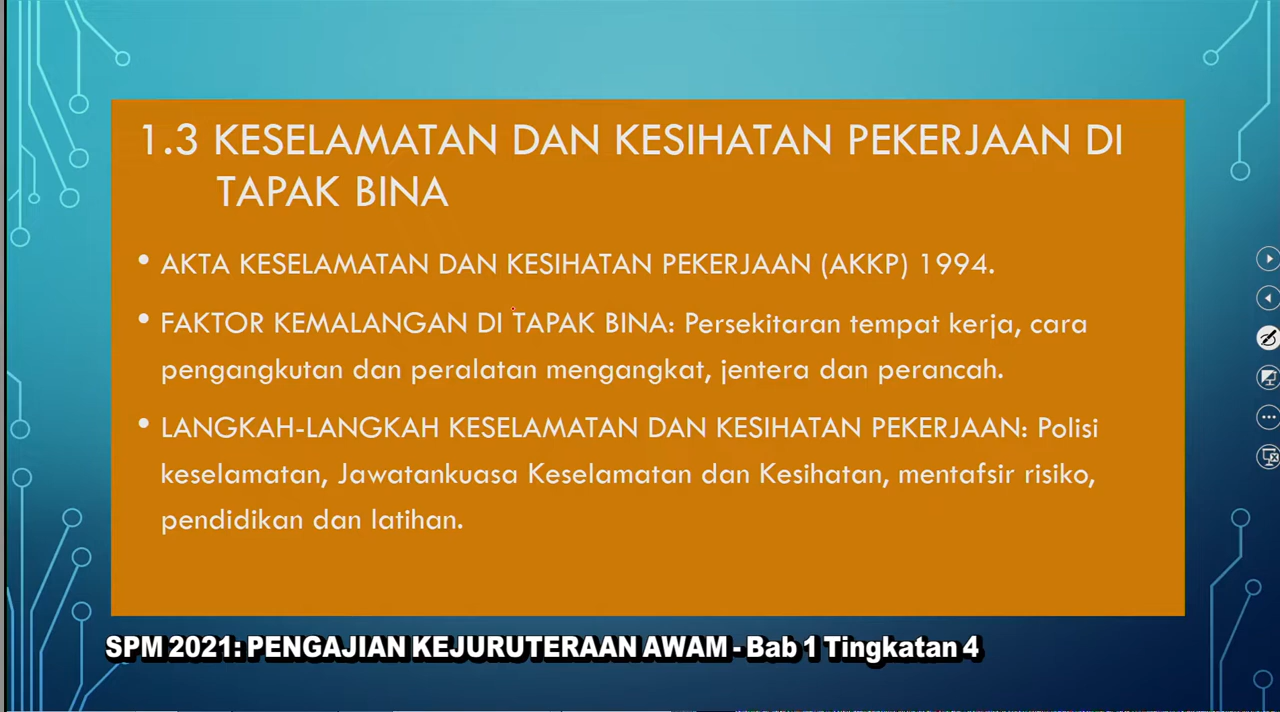 1.3 KESELAMATAN DAN KESIHATAN PEKERJAAN DI
TAPAK BINA
• AKTA KESELAMATAN DAN KESIHATAN PEKERJAAN (AKKP) 1994.
• FAKTOR KEMALANGAN DI TAPAK BINA: Persekitaran tempat kerja, cara
pengangkutan dan peralatan mengangkat, jentera dan perancah.
• LANGKAH-LANGKAH KESELAMATAN DAN KESIHATAN PEKERJAAN: Polisi
keselamatan, Jawatankuasa Keselamatan dan Kesihatan, mentafsir risiko,
pendidikan dan latihan.
SPM 2021: PENGAJIAN KEJURUTERAAN AWAM - Bab 1 Tingkatan 4